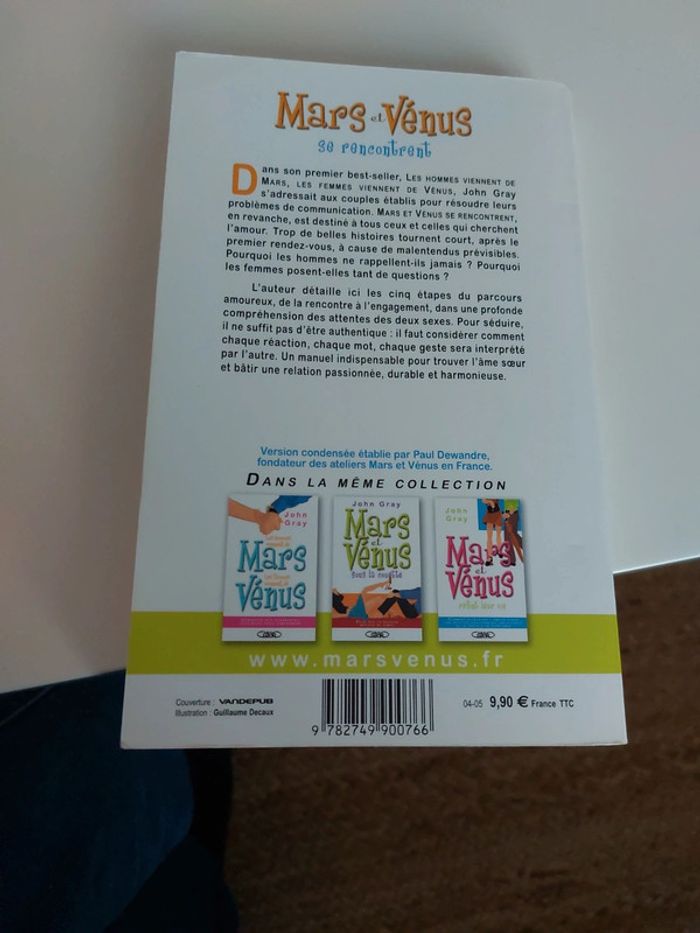 Mars et Vénus
se rencontrent
Dans son premier best-seller, LES HOMMES VIENNENT DE
MARS, LES FEMMES VIENNENT DE VÉNUS, John Gray
s'adressait aux couples établis pour résoudre leurs
problèmes de communication. MARS ET VÉNUS SE RENCONTRENT,
en revanche, est destiné à tous ceux et celles qui cherchent
l'amour. Trop de belles histoires tournent court, après le
premier rendez-vous, à cause de malentendus prévisibles.
Pourquoi les hommes ne rappellent-ils jamais ? Pourquoi
les femmes posent-elles tant de questions ?
L'auteur détaille ici les cinq étapes du parcours
amoureux, de la rencontre à l'engagement, dans une profonde
compréhension des attentes des deux sexes. Pour séduire,
il ne suffit pas d'être authentique : il faut considérer comment
chaque réaction, chaque mot, chaque geste sera interprété
par l'autre. Un manuel indispensable pour trouver l'âme sœur
et bâtir une relation passionnée, durable et harmonieuse.
Version condensée établie par Paul Dewandre,
fondateur des ateliers Mars et Vénus en France.
DANS LA MÊME COLLECTION
John
Gray
Mars
Vénus
John Gray
Mars
et
Vénus
sous la couette
John
Gray
Mars
et
Vénus
refont leur vie
www.marsvenus.fr
Couverture : VANDEPUB
Illustration : Guillaume Decaux
9 782749 900766
04-05 9,90 € France TTC